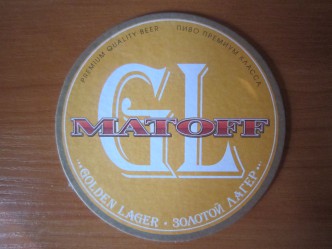 PREMIUM QUALITY BEER ПИВО ПРЕМИУМ КЛАССА
GL
MATOFF
...GOLDEN LAGER • ЗОЛОТОЙ ЛАГЕР...